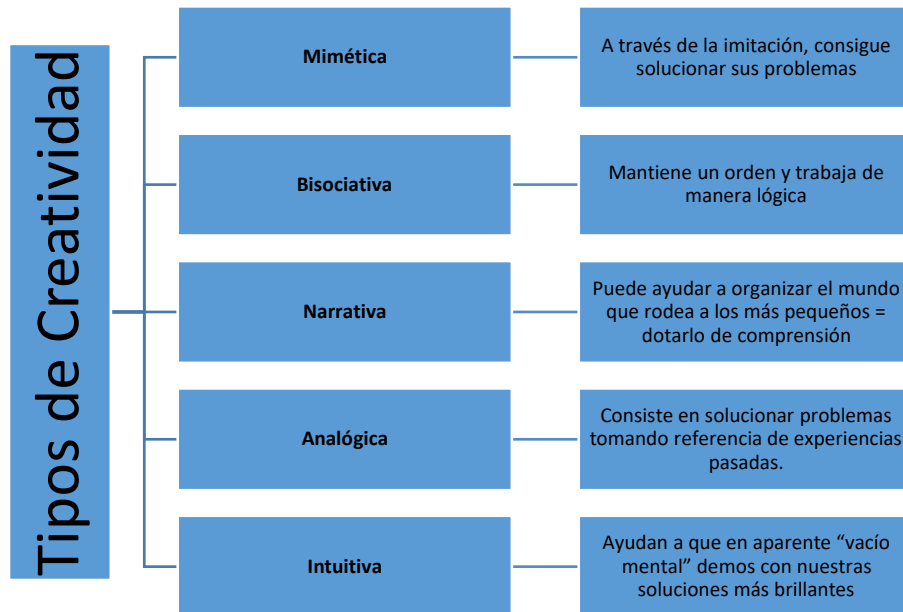 Tipos de Creatividad
Mimética
A través de la imitación, consigue
solucionar sus problemas
Bisociativa
Mantiene un orden y trabaja de
manera lógica
Narrativa
Puede ayudar a organizar el mundo
que rodea a los más pequeños =
dotarlo de comprensión
Analógica
Consiste en solucionar problemas
tomando referencia de experiencias
pasadas.
Intuitiva
Ayudan a que en aparente “vacío
mental” demos con nuestras
soluciones más brillantes